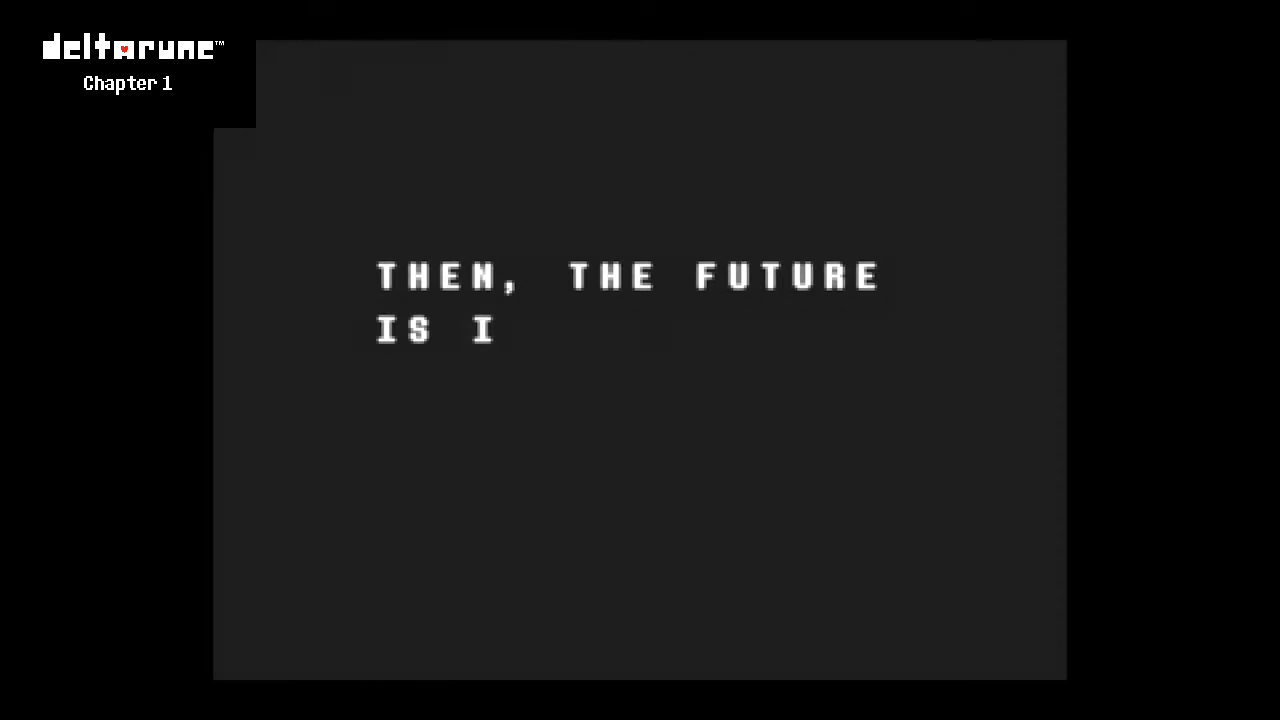 deltarune™
Chapter 1
THEN, THE FUTURE
IS I